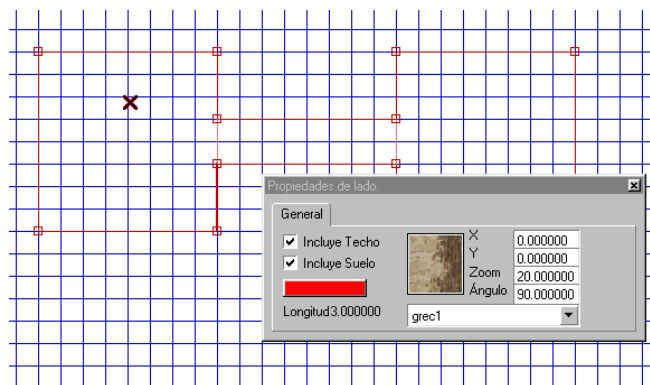 Propiedades de lado.
General
Incluye Techo
Incluye Suelo
Longitud3.000000
X 0.000000
Y 0.000000
Zoom 20.000000
Ángulo 90.000000
grec1